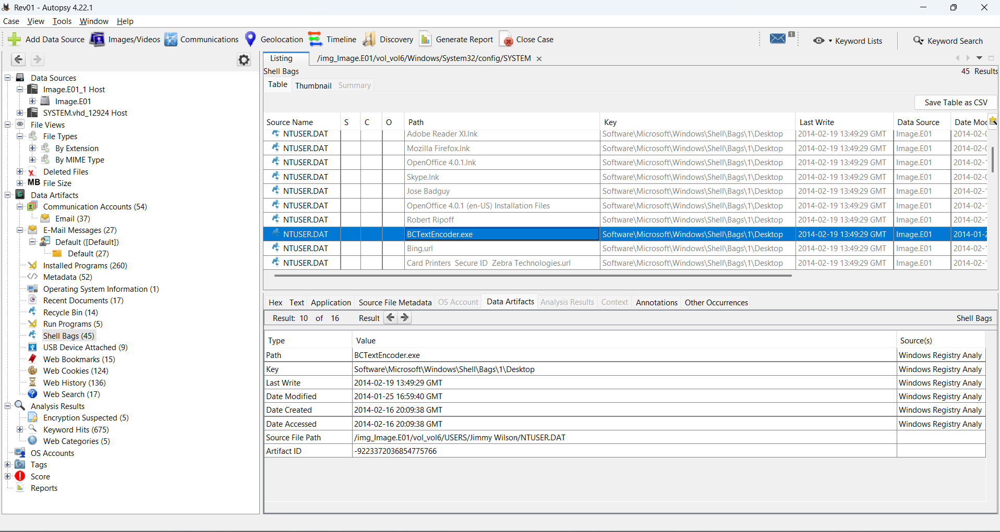 Rev01 - Autopsy 4.22.1
Case View Tools Window Help
Add Data Source Images/Videos Communications Geolocation Timeline Discovery Generate Report Close Case 1 Keyword Lists Keyword Search
Data Sources
Image.E01_1 Host
Image.E01
SYSTEM.vhd_12924 Host
File Views
File Types
By Extension
By MIME Type
Deleted Files
MB File Size
Data Artifacts
Communication Accounts (54)
Email (37)
E-Mail Messages (27)
Default ([Default])
Default (27)
Installed Programs (260)
Metadata (52)
Operating System Information (1)
Recent Documents (17)
Recycle Bin (14)
Run Programs (5)
Shell Bags (45)
USB Device Attached (9)
Web Bookmarks (15)
Web Cookies (124)
Web History (136)
Web Search (17)
Analysis Results
Encryption Suspected (5)
Keyword Hits (675)
Web Categories (5)
OS Accounts
Tags
Score
Reports
Listing /img_Image.E01/vol_vol6/Windows/System32/config/SYSTEM
Shell Bags 45 Results
Table Thumbnail Summary
Save Table as CSV
Source Name S C O Path Key Last Write Data Source Date Moc
NTUSER.DAT Adobe Reader XI.lnk Software\Microsoft\Windows\Shell\Bags\1\Desktop 2014-02-19 13:49:29 GMT Image.E01 2014-02-0
NTUSER.DAT Mozilla Firefox.lnk Software\Microsoft\Windows\Shell\Bags\1\Desktop 2014-02-19 13:49:29 GMT Image.E01 2014-02-0
NTUSER.DAT OpenOffice 4.0.1.lnk Software\Microsoft\Windows\Shell\Bags\1\Desktop 2014-02-19 13:49:29 GMT Image.E01 2014-02-1
NTUSER.DAT Skype.lnk Software\Microsoft\Windows\Shell\Bags\1\Desktop 2014-02-19 13:49:29 GMT Image.E01 2014-02-0
NTUSER.DAT Jose Badguy Software\Microsoft\Windows\Shell\Bags\1\Desktop 2014-02-19 13:49:29 GMT Image.E01 2014-02-1
NTUSER.DAT OpenOffice 4.0.1 (en-US) Installation Files Software\Microsoft\Windows\Shell\Bags\1\Desktop 2014-02-19 13:49:29 GMT Image.E01 2014-02-1
NTUSER.DAT Robert Ripoff Software\Microsoft\Windows\Shell\Bags\1\Desktop 2014-02-19 13:49:29 GMT Image.E01 2014-02-1
NTUSER.DAT BCTextEncoder.exe Software\Microsoft\Windows\Shell\Bags\1\Desktop 2014-02-19 13:49:29 GMT Image.E01 2014-01-2
NTUSER.DAT Bing.url Software\Microsoft\Windows\Shell\Bags\1\Desktop 2014-02-19 13:49:29 GMT Image.E01 2014-02-1
NTUSER.DAT Card Printers Secure ID Zebra Technologies.url Software\Microsoft\Windows\Shell\Bags\1\Desktop 2014-02-19 13:49:29 GMT Image.E01 2014-02-1
Hex Text Application Source File Metadata OS Account Data Artifacts Analysis Results Context Annotations Other Occurrences
Result: 10 of 16 Result Shell Bags
Type Value Source(s)
Path BCTextEncoder.exe Windows Registry Analy
Key Software\Microsoft\Windows\Shell\Bags\1\Desktop Windows Registry Analy
Last Write 2014-02-19 13:49:29 GMT Windows Registry Analy
Date Modified 2014-01-25 16:59:40 GMT Windows Registry Analy
Date Created 2014-02-16 20:09:38 GMT Windows Registry Analy
Date Accessed 2014-02-16 20:09:38 GMT Windows Registry Analy
Source File Path /img_Image.E01/vol_vol6/USERS/Jimmy Wilson/NTUSER.DAT
Artifact ID -9223372036854775766